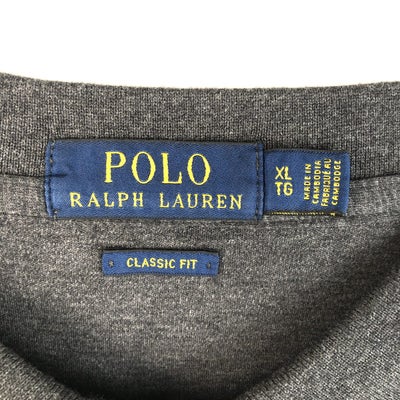 POLO
RALPH LAUREN
XL
TG
MADE IN
CAMBODIA
FABRIQUÉ AU
CAMBODGE
CLASSIC FIT